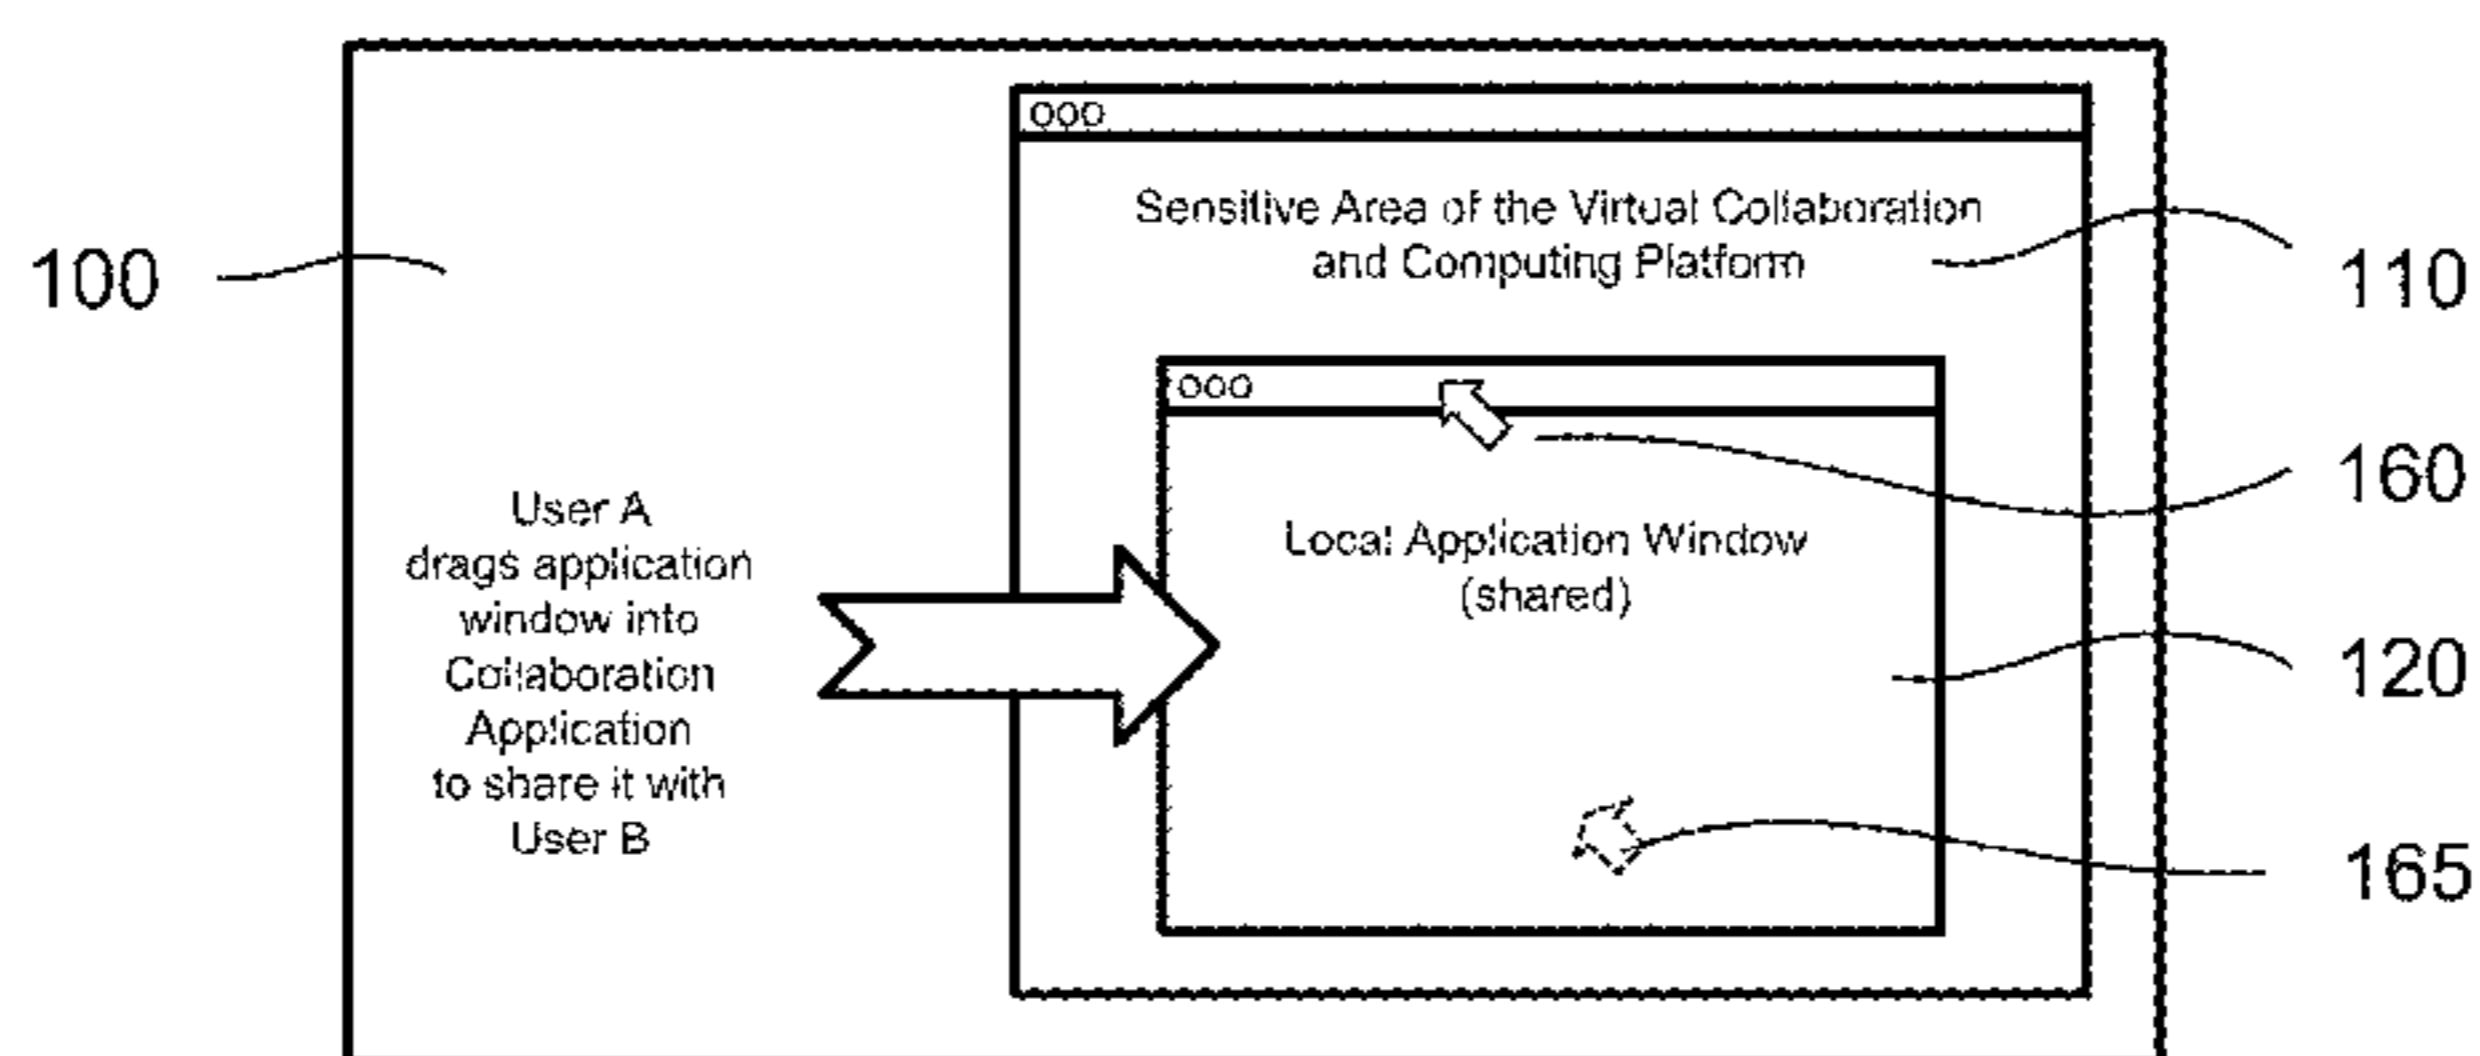 ooo
Sensitive Area of the Virtual Collaboration
and Computing Platform
100
110
ooo
160
User A
drags application
window into
Collaboration
Application
to share it with
User B
Local Application Window
(shared)
120
165